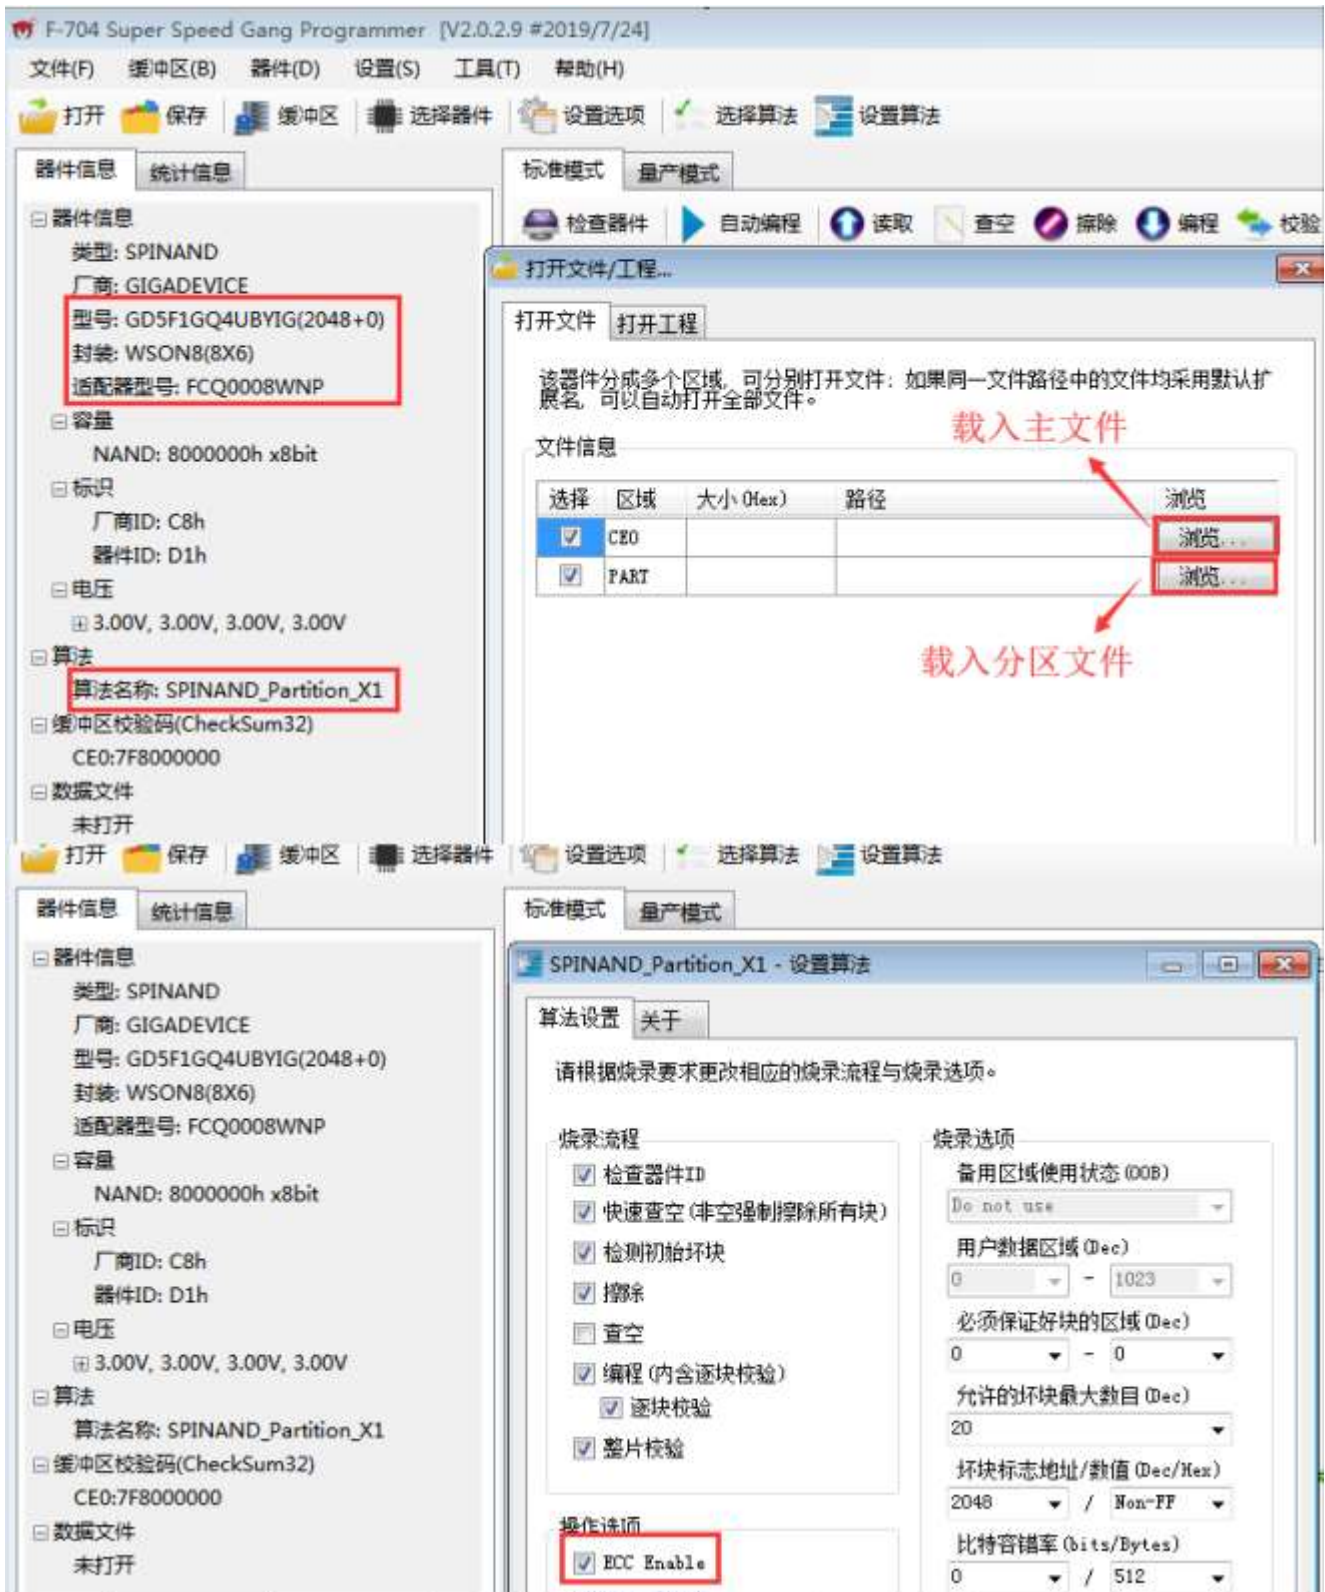 F-704 Super Speed Gang Programmer [V2.0.2.9 #2019/7/24]
文件(F) 缓冲区(B) 器件(D) 设置(S) 工具(T) 帮助(H)
打开 保存 缓冲区 选择器件 设置选项 选择算法 设置算法
器件信息 统计信息
标准模式 量产模式
检查器件 自动编程 读取 查空 擦除 编程 校验
器件信息
类型: SPINAND
厂商: GIGADEVICE
型号: GD5F1GQ4UBYIG(2048+0)
封装: WSON8(8X6)
适配器型号: FCQ0008WNP
容量
NAND: 8000000h x8bit
标识
厂商ID: C8h
器件ID: D1h
电压
3.00V, 3.00V, 3.00V, 3.00V
算法
算法名称: SPINAND_Partition_X1
缓冲区校验码(CheckSum32)
CE0:7F8000000
数据文件
未打开
打开文件/工程...
打开文件 打开工程
该器件分成多个区域，可分别打开文件；如果同一文件路径中的文件均采用默认扩
展名，可以自动打开全部文件。
载入主文件
文件信息
选择 区域 大小(Hex) 路径 浏览
CE0 浏览...
PART 浏览...
载入分区文件
打开 保存 缓冲区 选择器件 设置选项 选择算法 设置算法
器件信息 统计信息
标准模式 量产模式
器件信息
类型: SPINAND
厂商: GIGADEVICE
型号: GD5F1GQ4UBYIG(2048+0)
封装: WSON8(8X6)
适配器型号: FCQ0008WNP
容量
NAND: 8000000h x8bit
标识
厂商ID: C8h
器件ID: D1h
电压
3.00V, 3.00V, 3.00V, 3.00V
算法
算法名称: SPINAND_Partition_X1
缓冲区校验码(CheckSum32)
CE0:7F8000000
数据文件
未打开
SPINAND_Partition_X1 - 设置算法
算法设置 关于
请根据烧录要求更改相应的烧录流程与烧录选项。
烧录流程
检查器件ID
快速查空(非空强制擦除所有块)
检测初始坏块
擦除
查空
编程(内含逐块校验)
逐块校验
整片校验
操作选项
ECC Enable
烧录选项
备用区域使用状态(OOB)
Do not use
用户数据区域(Dec)
0 - 1023
必须保证好块的区域(Dec)
0 - 0
允许的坏块最大数目(Dec)
20
坏块标志地址/数值(Dec/Hex)
2048 / Non-FF
比特容错率(bits/Bytes)
0 / 512